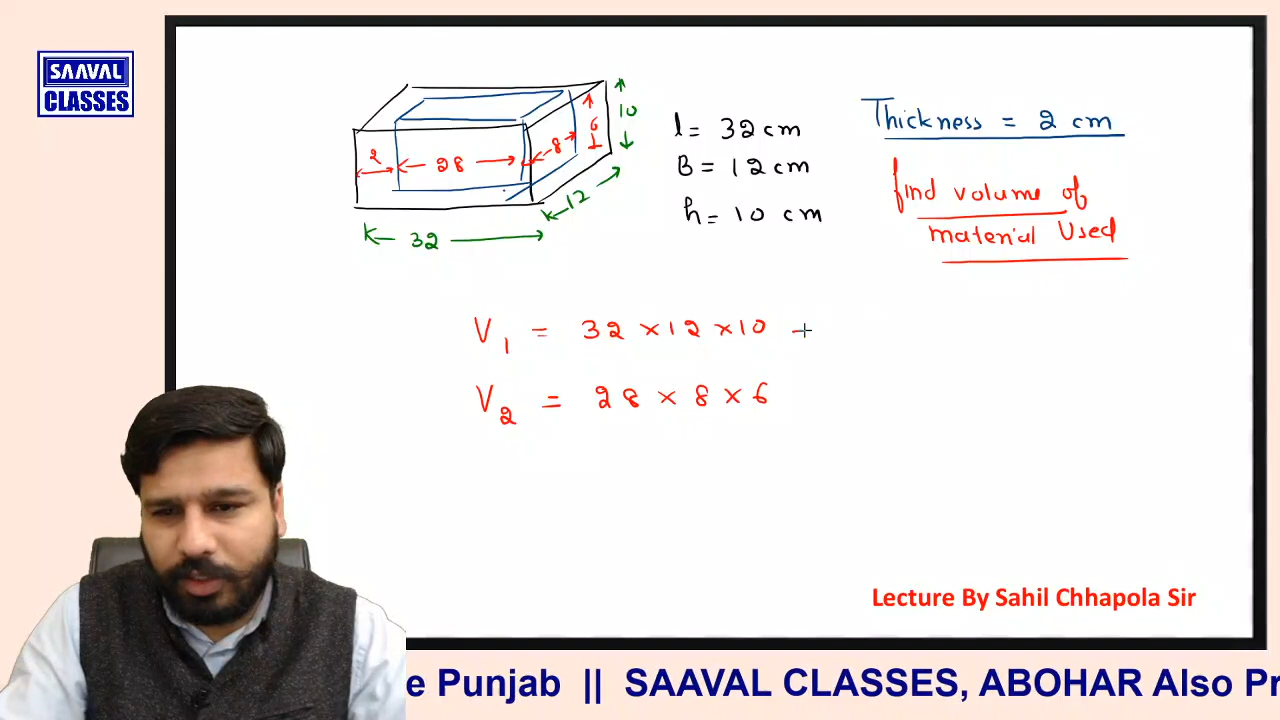 SAAVAL
CLASSES
2
28
8
6
10
12
32
l = 32 cm
B = 12 cm
h = 10 cm
Thickness = 2 cm
find volume of
material Used
V1 = 32 × 12 × 10
V2 = 28 × 8 × 6
Lecture By Sahil Chhapola Sir
e Punjab || SAAVAL CLASSES, ABOHAR Also Pr